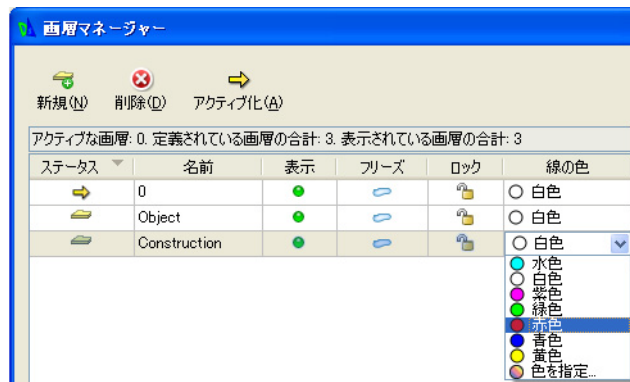 画層マネージャー
新規(N) 削除(D) アクティブ化(A)
アクティブな画層: 0. 定義されている画層の合計: 3. 表示されている画層の合計: 3
ステータス 名前 表示 フリーズ ロック 線の色
0 白色
Object 白色
Construction 白色
水色
白色
紫色
緑色
赤色
青色
黄色
色を指定...